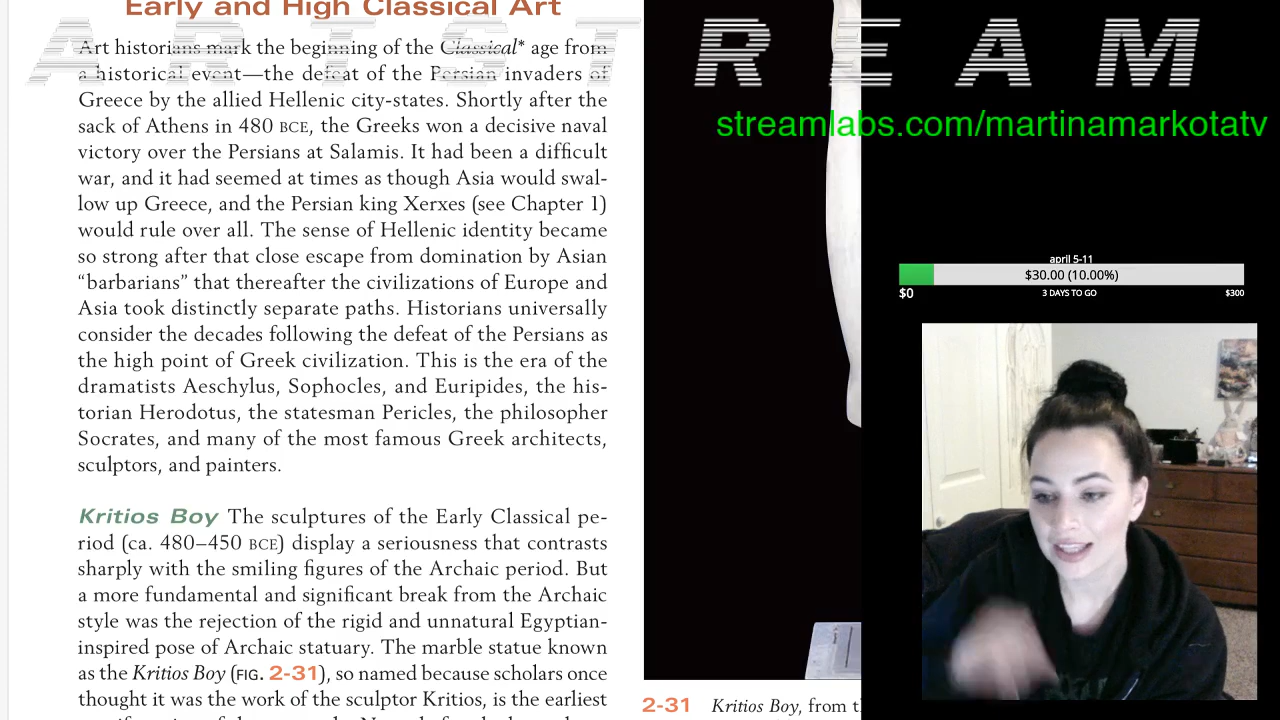 Early and High Classical Art
ARTSTREAM
Art historians mark the beginning of the Classical* age from
a historical event—the defeat of the Persian invaders of
Greece by the allied Hellenic city-states. Shortly after the
sack of Athens in 480 BCE, the Greeks won a decisive naval
victory over the Persians at Salamis. It had been a difficult
war, and it had seemed at times as though Asia would swal-
low up Greece, and the Persian king Xerxes (see Chapter 1)
would rule over all. The sense of Hellenic identity became
so strong after that close escape from domination by Asian
“barbarians” that thereafter the civilizations of Europe and
Asia took distinctly separate paths. Historians universally
consider the decades following the defeat of the Persians as
the high point of Greek civilization. This is the era of the
dramatists Aeschylus, Sophocles, and Euripides, the his-
torian Herodotus, the statesman Pericles, the philosopher
Socrates, and many of the most famous Greek architects,
sculptors, and painters.
Kritios Boy The sculptures of the Early Classical pe-
riod (ca. 480–450 BCE) display a seriousness that contrasts
sharply with the smiling figures of the Archaic period. But
a more fundamental and significant break from the Archaic
style was the rejection of the rigid and unnatural Egyptian-
inspired pose of Archaic statuary. The marble statue known
as the Kritios Boy (FIG. 2-31), so named because scholars once
thought it was the work of the sculptor Kritios, is the earliest
2-31 Kritios Boy, from
streamlabs.com/martinamarkotatv
april 5-11
$30.00 (10.00%)
$0 3 DAYS TO GO $300